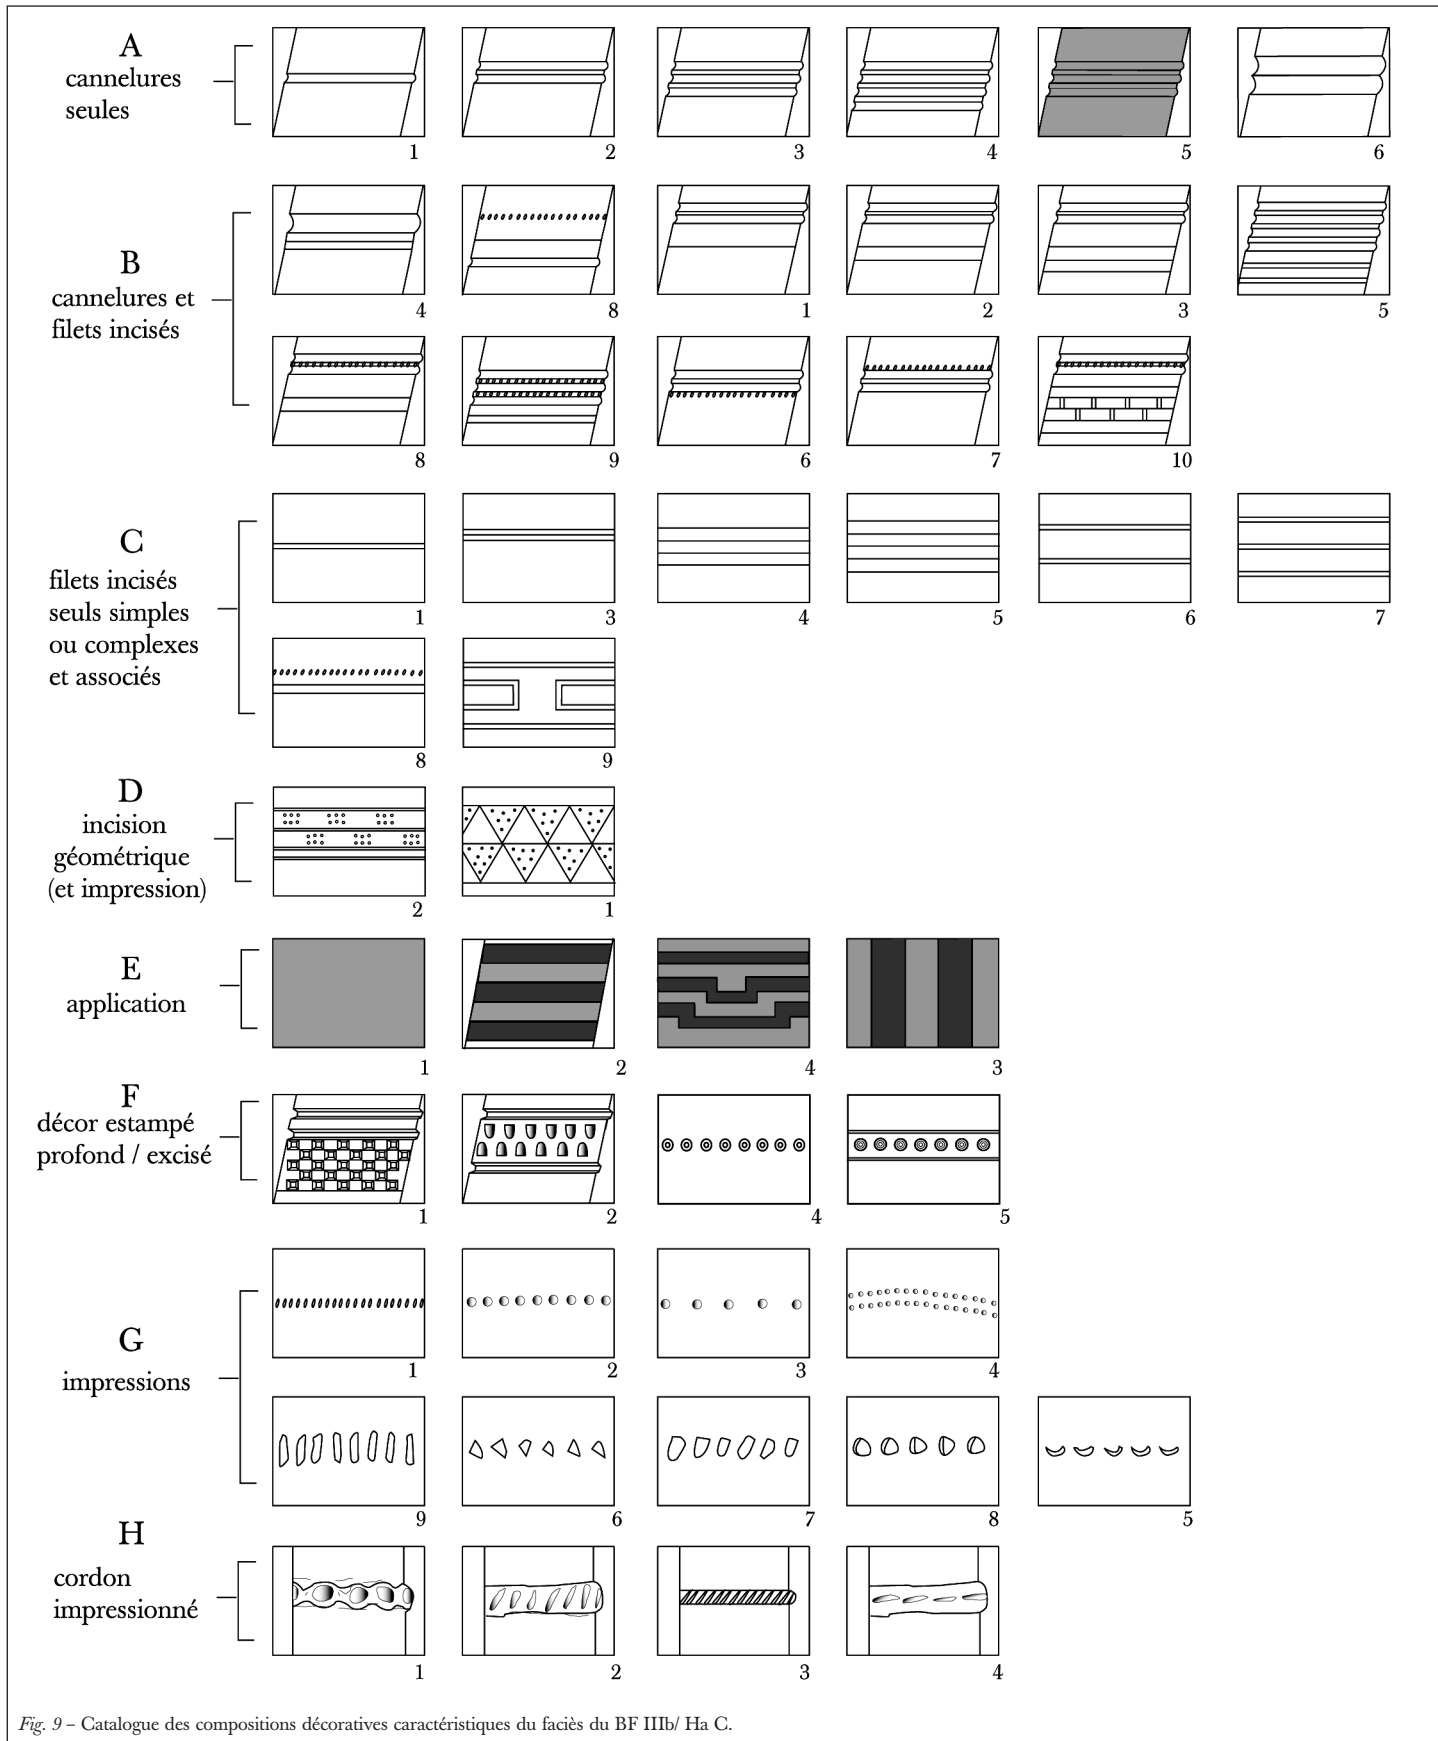 A
cannelures
seules
1 2 3 4 5 6
B
cannelures et
filets incisés
4 8 1 2 3 5
8 9 6 7 10
C
filets incisés
seuls simples
ou complexes
et associés
1 3 4 5 6 7
8 9
D
incision
géométrique
(et impression)
2 1
E
application
1 2 4 3
F
décor estampé
profond / excisé
1 2 4 5
G
impressions
1 2 3 4
9 6 7 8 5
H
cordon
impressionné
1 2 3 4
Fig. 9 – Catalogue des compositions décoratives caractéristiques du faciès du BF IIIb/ Ha C.